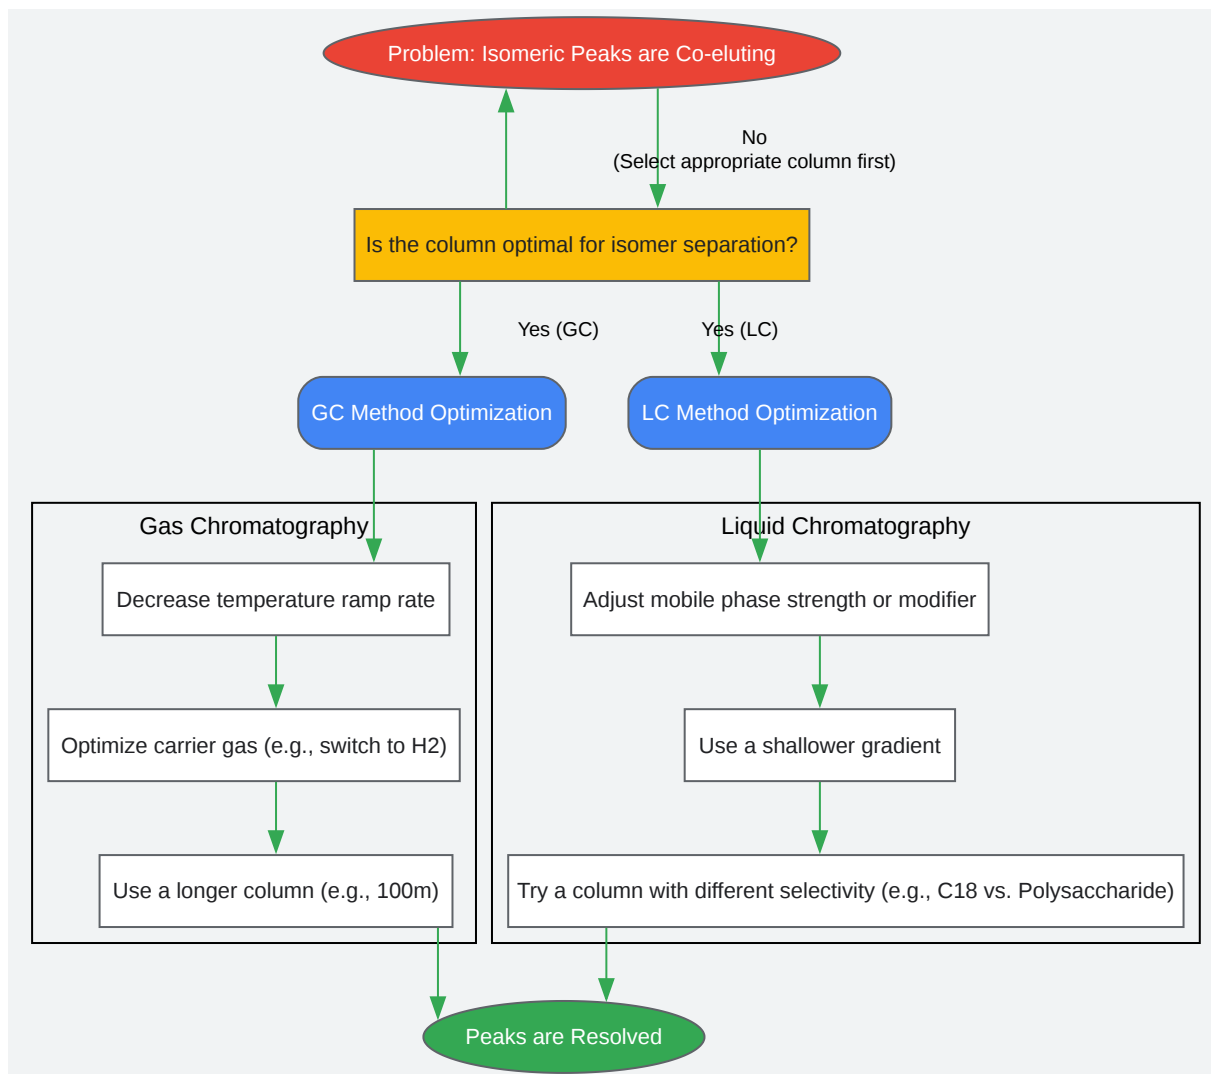 Problem: Isomeric Peaks are Co-eluting
No
(Select appropriate column first)
Is the column optimal for isomer separation?
Yes (GC)
Yes (LC)
GC Method Optimization
LC Method Optimization
Gas Chromatography
Liquid Chromatography
Decrease temperature ramp rate
Adjust mobile phase strength or modifier
Optimize carrier gas (e.g., switch to H2)
Use a shallower gradient
Use a longer column (e.g., 100m)
Try a column with different selectivity (e.g., C18 vs. Polysaccharide)
Peaks are Resolved